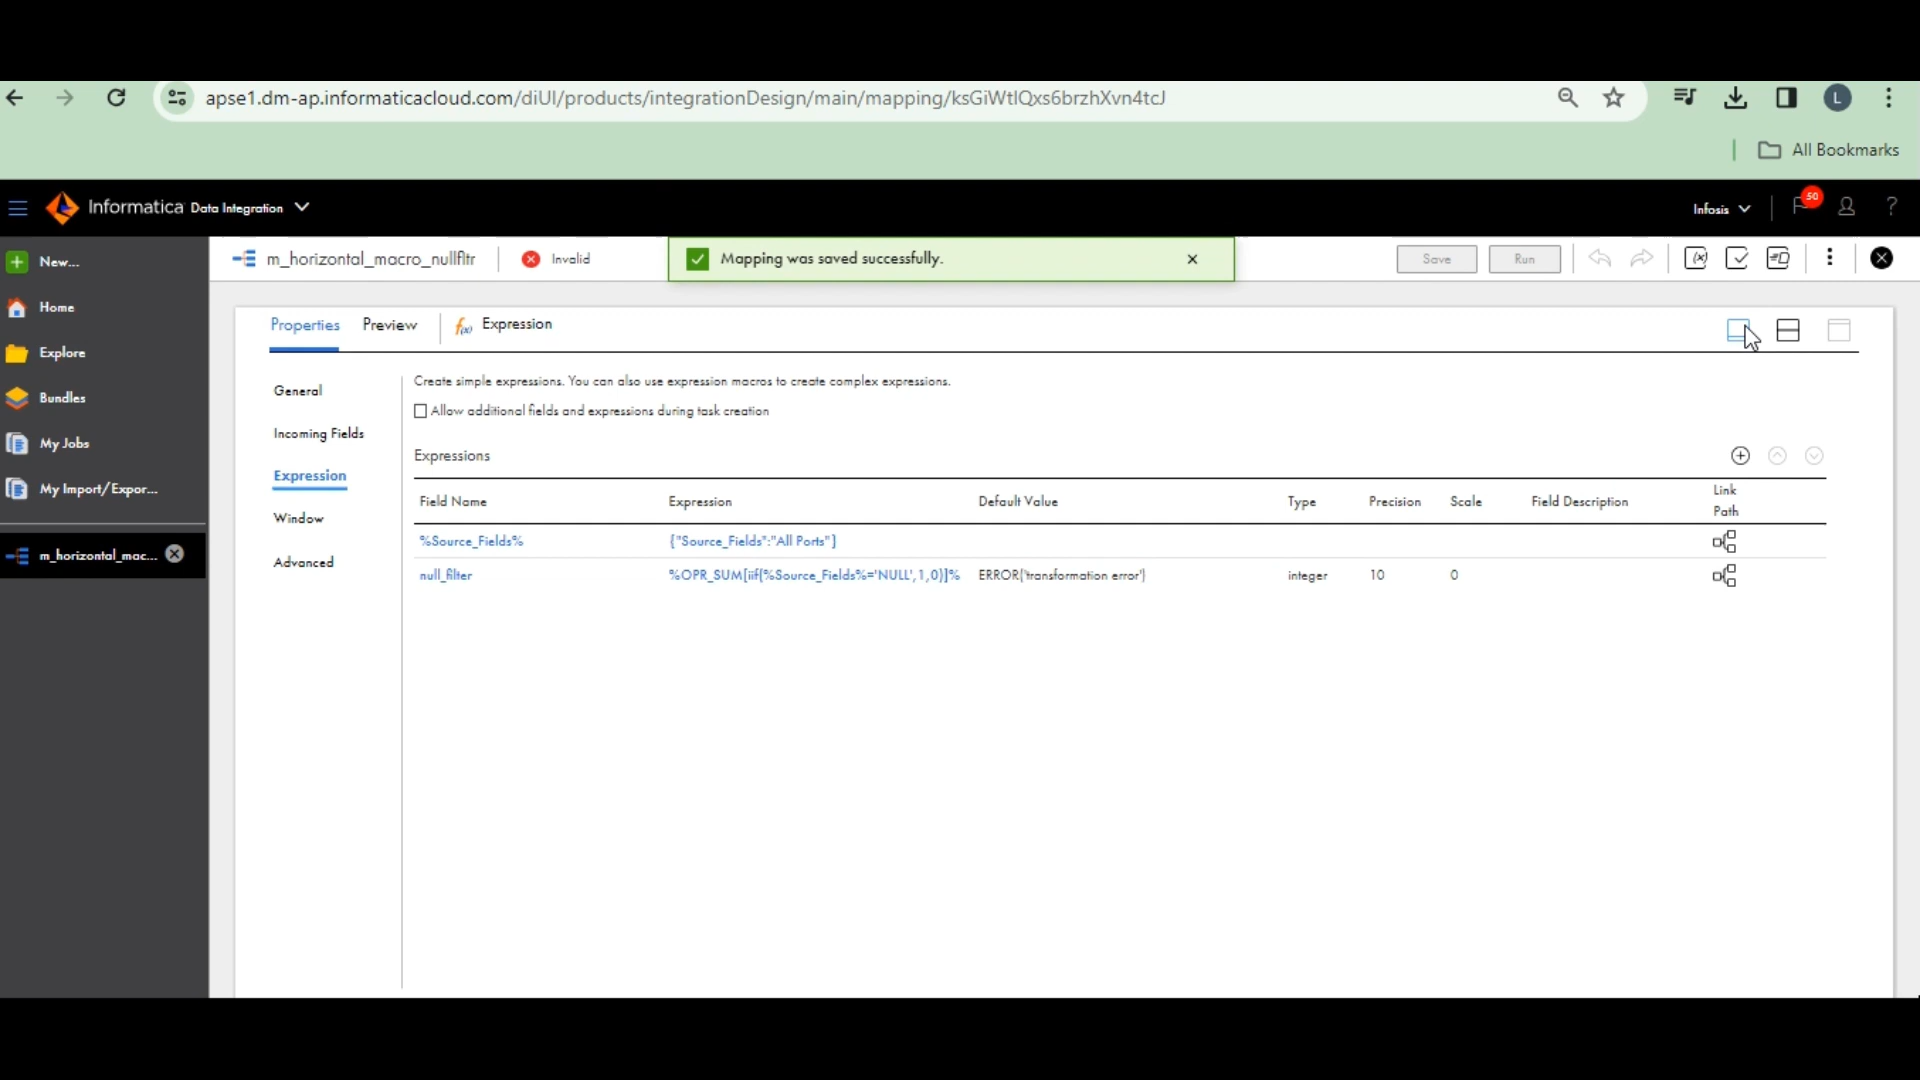 apse1.dm-ap.informaticacloud.com/diUI/products/integrationDesign/main/mapping/ksGiWtlQxs6brzhXvn4tcJ
L
All Bookmarks
Informatica Data Integration
Infosis
50
?
New...
m_horizontal_macro_nullfltr
Invalid
Mapping was saved successfully.
Save
Run
Home
Explore
Bundles
My Jobs
My Import/Expor...
m_horizontal_mac...
Properties
Preview
f(x) Expression
General
Incoming Fields
Expression
Window
Advanced
Create simple expressions. You can also use expression macros to create complex expressions.
Allow additional fields and expressions during task creation
Expressions
Field Name
Expression
Default Value
Type
Precision
Scale
Field Description
Link Path
%Source_Fields%
{"Source_Fields":"All Ports"}
null_filter
%OPR_SUM[iif(%Source_Fields%='NULL',1,0)]%
ERROR('transformation error')
integer
10
0